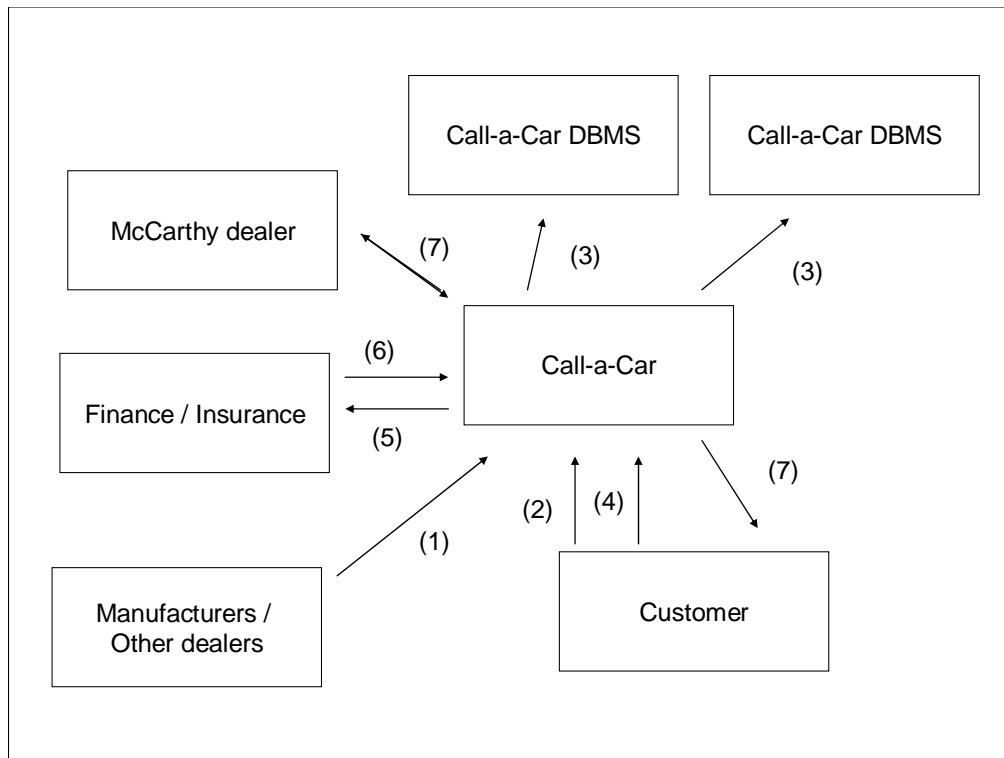 Call-a-Car DBMS
Call-a-Car DBMS
McCarthy dealer
(7)
(3)
(3)
(6)
Call-a-Car
Finance / Insurance
(5)
(7)
(2)
(4)
(1)
Manufacturers /
Other dealers
Customer